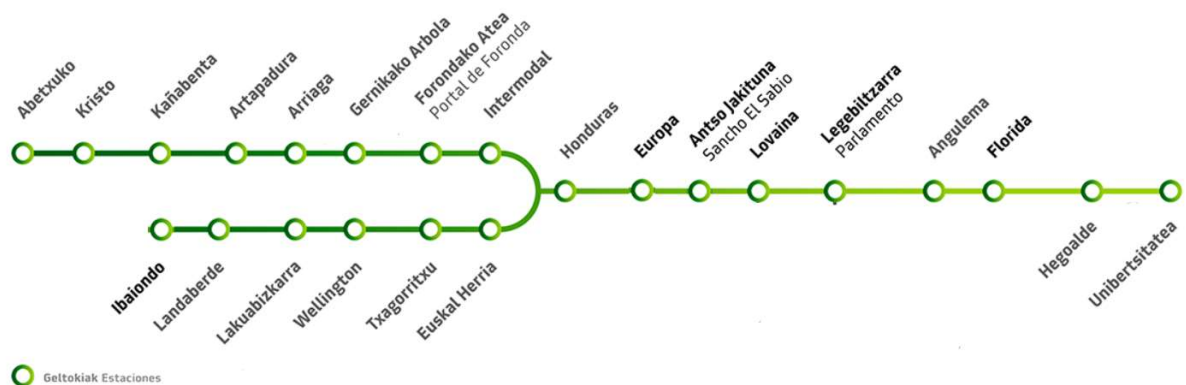 Abetxuko
Kristo
Kañabenta
Artapadura
Arriaga
Gernikako Arbola
Forondako Atea
Portal de Foronda
Intermodal
Honduras
Europa
Antso Jakituna
Sancho El Sabio
Lovaina
Legebiltzarra
Parlamento
Angulema
Florida
Ibaiondo
Landaberde
Lakuabizkarra
Wellington
Txagorritxu
Euskal Herria
Hegoalde
Unibertsitatea
Geltokiak Estaciones